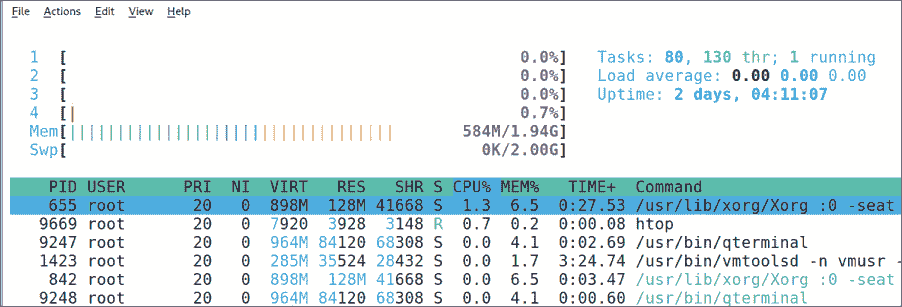 File Actions Edit View Help
1 [ 0.0%] Tasks: 80, 130 thr; 1 running
2 [ 0.0%] Load average: 0.00 0.00 0.00
3 [ 0.0%] Uptime: 2 days, 04:11:07
4 [| 0.7%]
Mem[|||||||||||||||||||||||||||||||||| 584M/1.94G]
Swp[ 0K/2.00G]
PID USER PRI NI VIRT RES SHR S CPU% MEM% TIME+ Command
655 root 20 0 898M 128M 41668 S 1.3 6.5 0:27.53 /usr/lib/xorg/Xorg :0 -seat
9669 root 20 0 7920 3928 3148 R 0.7 0.2 0:00.08 htop
9247 root 20 0 964M 84120 68308 S 0.0 4.1 0:02.69 /usr/bin/qterminal
1423 root 20 0 285M 35524 28432 S 0.0 1.7 3:24.74 /usr/bin/vmtoolsd -n vmusr -
842 root 20 0 898M 128M 41668 S 0.0 6.5 0:03.47 /usr/lib/xorg/Xorg :0 -seat
9248 root 20 0 964M 84120 68308 S 0.0 4.1 0:00.60 /usr/bin/qterminal